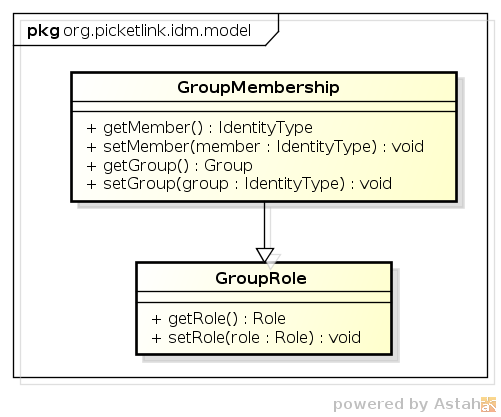 pkg org.picketlink.idm.model
GroupMembership
+ getMember() : IdentityType
+ setMember(member : IdentityType) : void
+ getGroup() : Group
+ setGroup(group : IdentityType) : void
GroupRole
+ getRole() : Role
+ setRole(role : Role) : void
powered by Astah